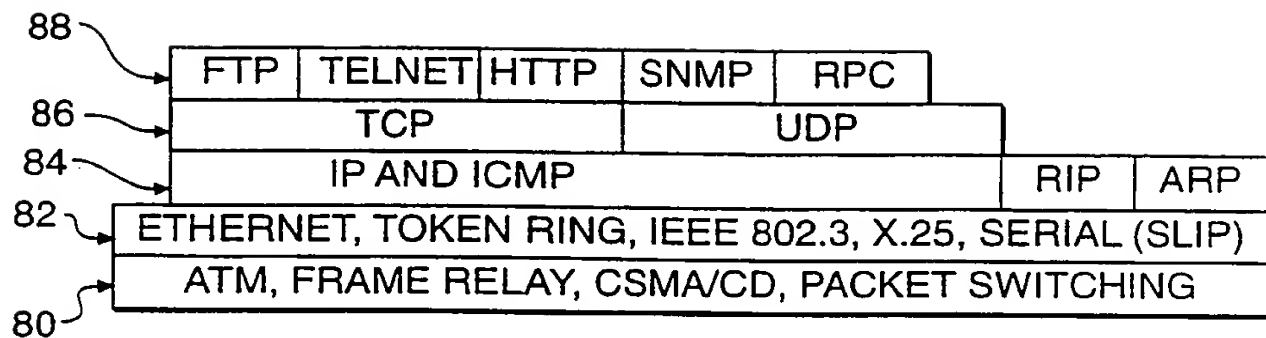 88 FTP TELNET HTTP SNMP RPC
86 TCP UDP
84 IP AND ICMP RIP ARP
82 ETHERNET, TOKEN RING, IEEE 802.3, X.25, SERIAL (SLIP)
80 ATM, FRAME RELAY, CSMA/CD, PACKET SWITCHING